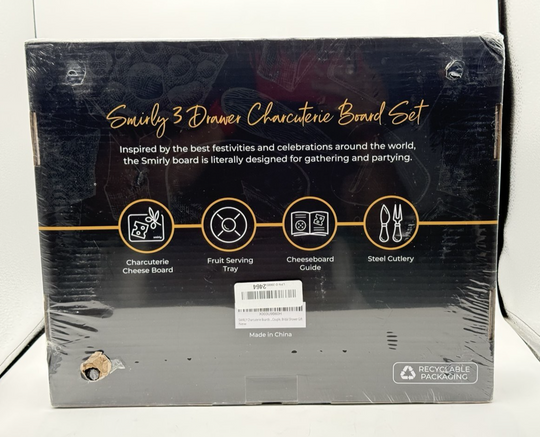 Smirly 3 Drawer Charcuterie Board Set
Inspired by the best festivities and celebrations around the world,
the Smirly board is literally designed for gathering and partying.
Charcuterie
Cheese Board
Fruit Serving
Tray
Cheeseboard
Guide
Steel Cutlery
2464
Made in China
RECYCLABLE
PACKAGING